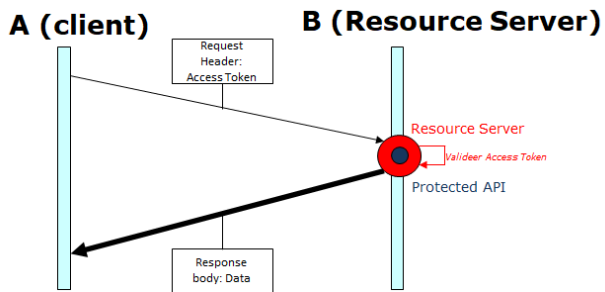 A (client)
B (Resource Server)
Request
Header:
Access Token
Resource Server
Valideer Access Token
Protected API
Response
body: Data